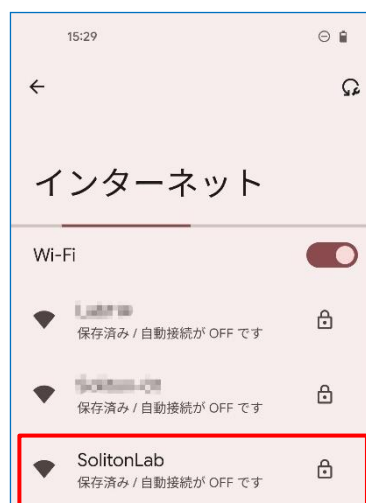 15:29
インターネット
Wi-Fi
保存済み / 自動接続が OFF です
保存済み / 自動接続が OFF です
SolitonLab
保存済み / 自動接続が OFF です